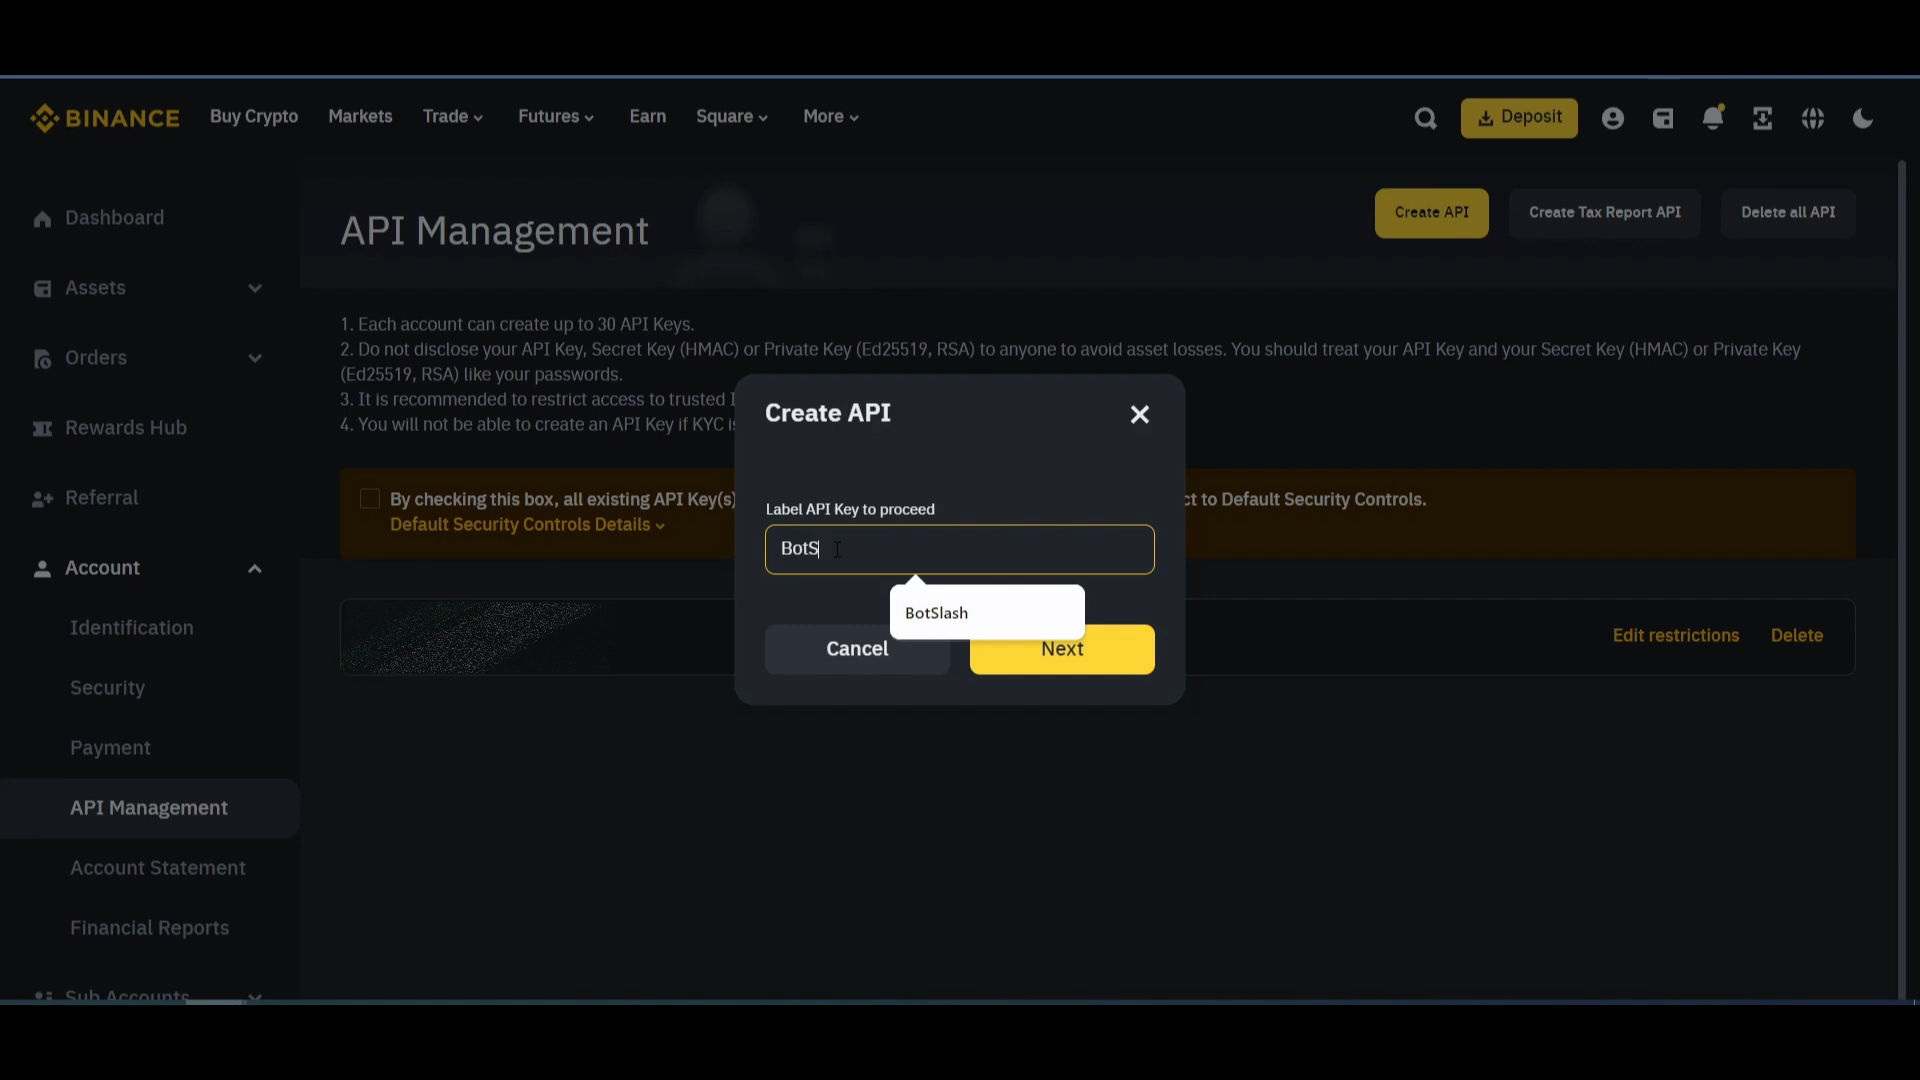 BINANCE
Buy Crypto
Markets
Trade
Futures
Earn
Square
More
Deposit
Dashboard
Assets
Orders
Rewards Hub
Referral
Account
Identification
Security
Payment
API Management
Account Statement
Financial Reports
Sub Accounts
API Management
Create API
Create Tax Report API
Delete all API
1. Each account can create up to 30 API Keys.
2. Do not disclose your API Key, Secret Key (HMAC) or Private Key (Ed25519, RSA) to anyone to avoid asset losses. You should treat your API Key and your Secret Key (HMAC) or Private Key
(Ed25519, RSA) like your passwords.
3. It is recommended to restrict access to trusted
4. You will not be able to create an API Key if KYC
By checking this box, all existing API Key(s)
ct to Default Security Controls.
Default Security Controls Details
Edit restrictions
Delete
Create API
Label API Key to proceed
BotS
BotSlash
Cancel
Next